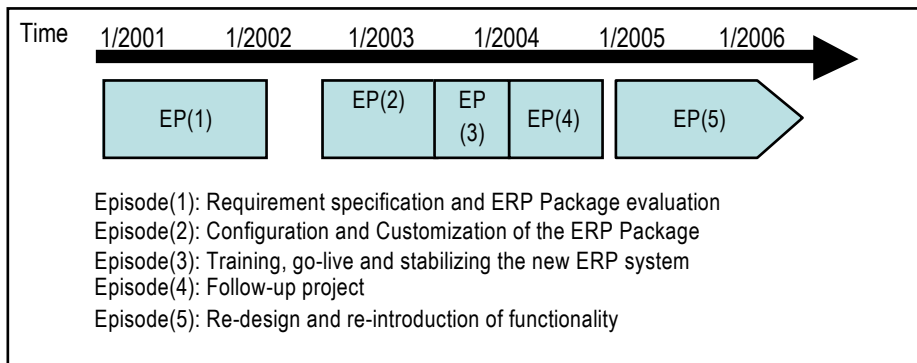 Time 1/2001 1/2002 1/2003 1/2004 1/2005 1/2006
EP(1)
EP(2)
EP
(3)
EP(4)
EP(5)
Episode(1): Requirement specification and ERP Package evaluation
Episode(2): Configuration and Customization of the ERP Package
Episode(3): Training, go-live and stabilizing the new ERP system
Episode(4): Follow-up project
Episode(5): Re-design and re-introduction of functionality